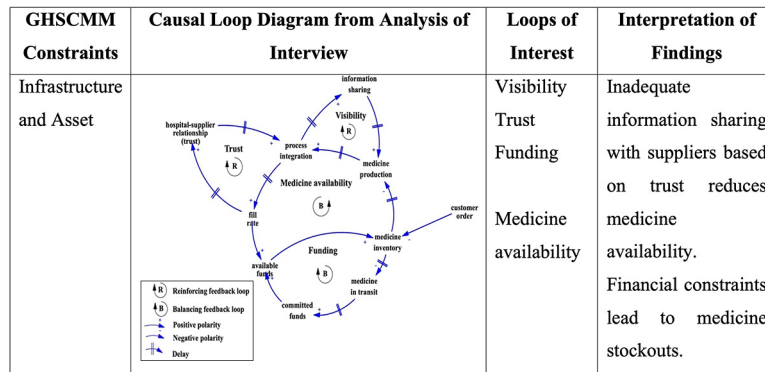 GHSCMM
Constraints
Causal Loop Diagram from Analysis of
Interview
Loops of
Interest
Interpretation of
Findings
Infrastructure
and Asset
information
sharing
hospital-supplier
relationship
(trust)
Visibility
R
process
integration
Trust
R
medicine
production
Medicine availability
B
fill
rate
customer
order
medicine
inventory
Funding
B
available
funds
medicine
in transit
committed
funds
R Reinforcing feedback loop
B Balancing feedback loop
+ Positive polarity
- Negative polarity
Delay
Visibility
Trust
Funding
Medicine
availability
Inadequate
information sharing
with suppliers based
on trust reduces
medicine
availability.
Financial constraints
lead to medicine
stockouts.